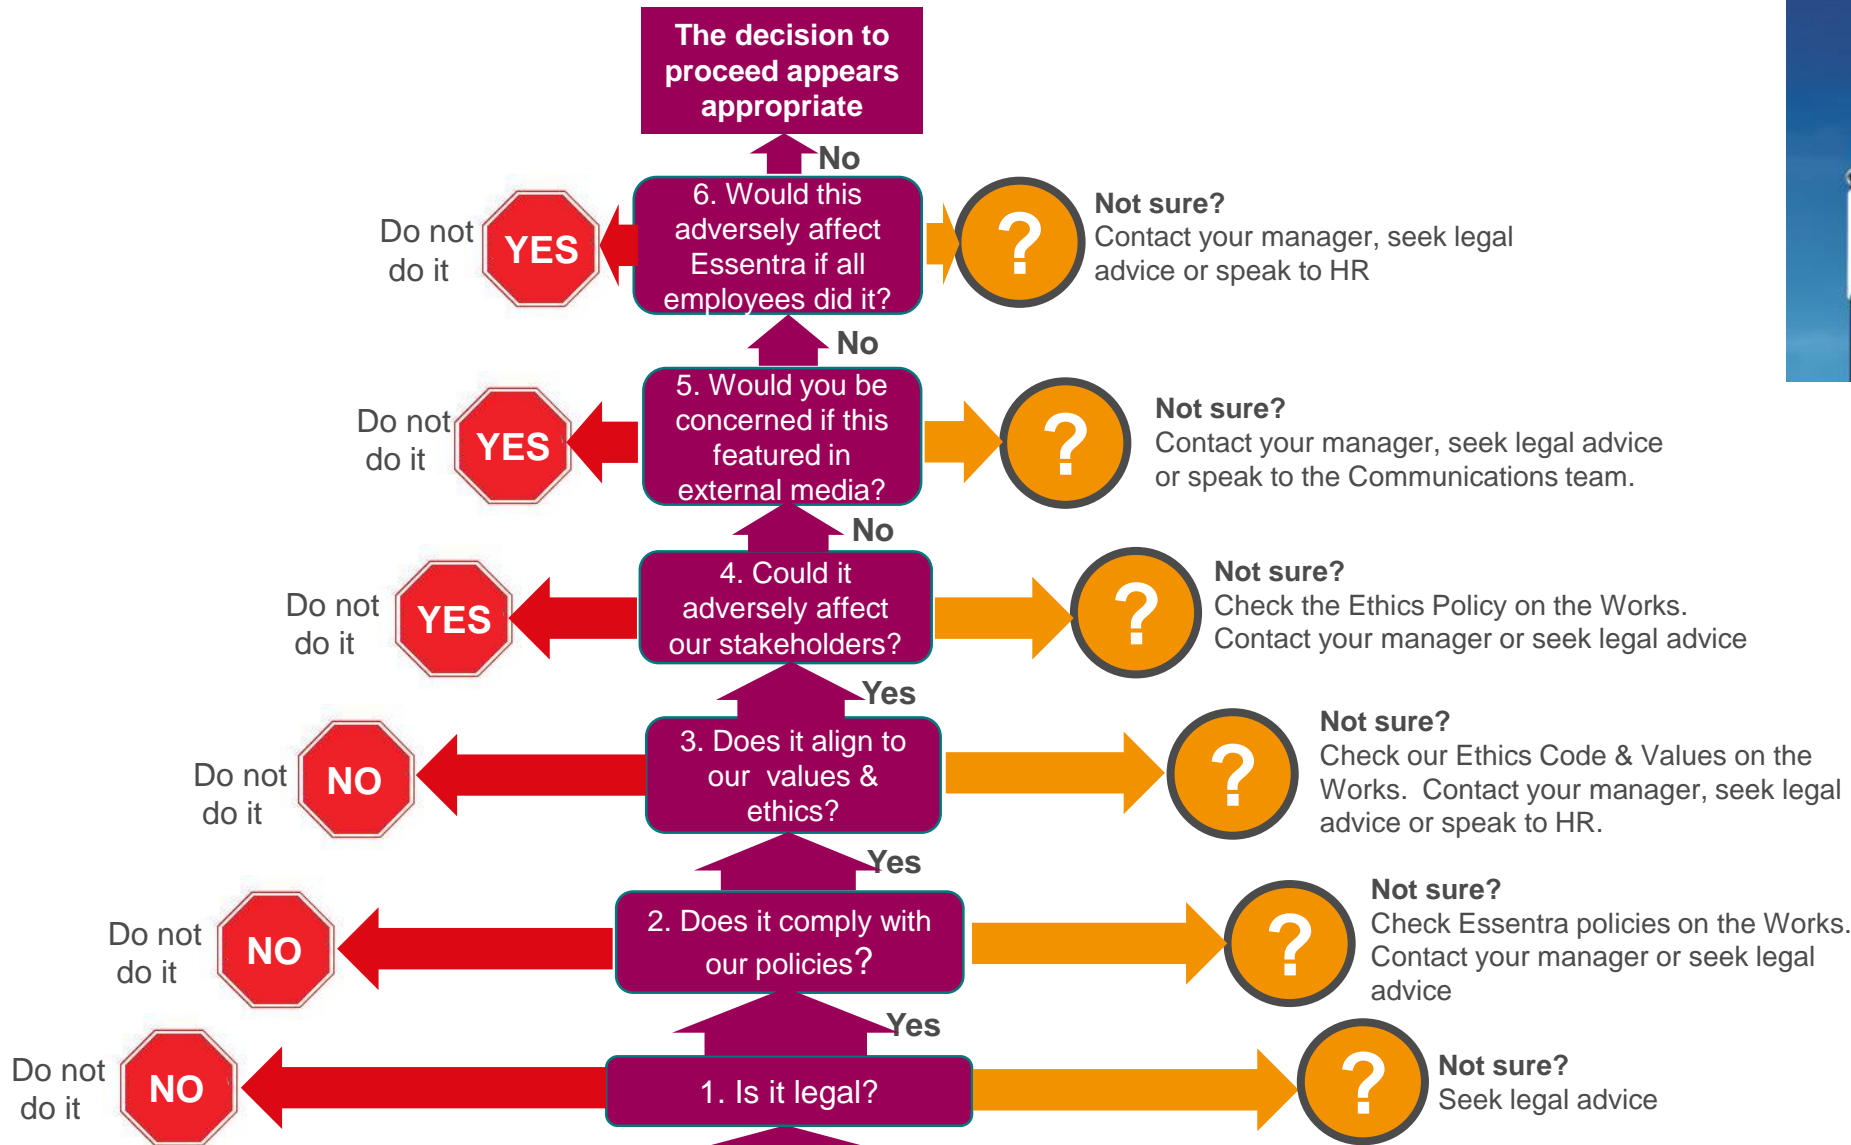 The decision to
proceed appears
appropriate
No
Do not
do it
YES
6. Would this
adversely affect
Essentra if all
employees did it?
?
Not sure?
Contact your manager, seek legal
advice or speak to HR
No
Do not
do it
YES
5. Would you be
concerned if this
featured in
external media?
?
Not sure?
Contact your manager, seek legal advice
or speak to the Communications team.
No
Do not
do it
YES
4. Could it
adversely affect
our stakeholders?
?
Not sure?
Check the Ethics Policy on the Works.
Contact your manager or seek legal advice
Yes
Do not
do it
NO
3. Does it align to
our values &
ethics?
?
Not sure?
Check our Ethics Code & Values on the
Works. Contact your manager, seek legal
advice or speak to HR.
Yes
Do not
do it
NO
2. Does it comply with
our policies?
?
Not sure?
Check Essentra policies on the Works.
Contact your manager or seek legal
advice
Yes
Do not
do it
NO
1. Is it legal?
?
Not sure?
Seek legal advice